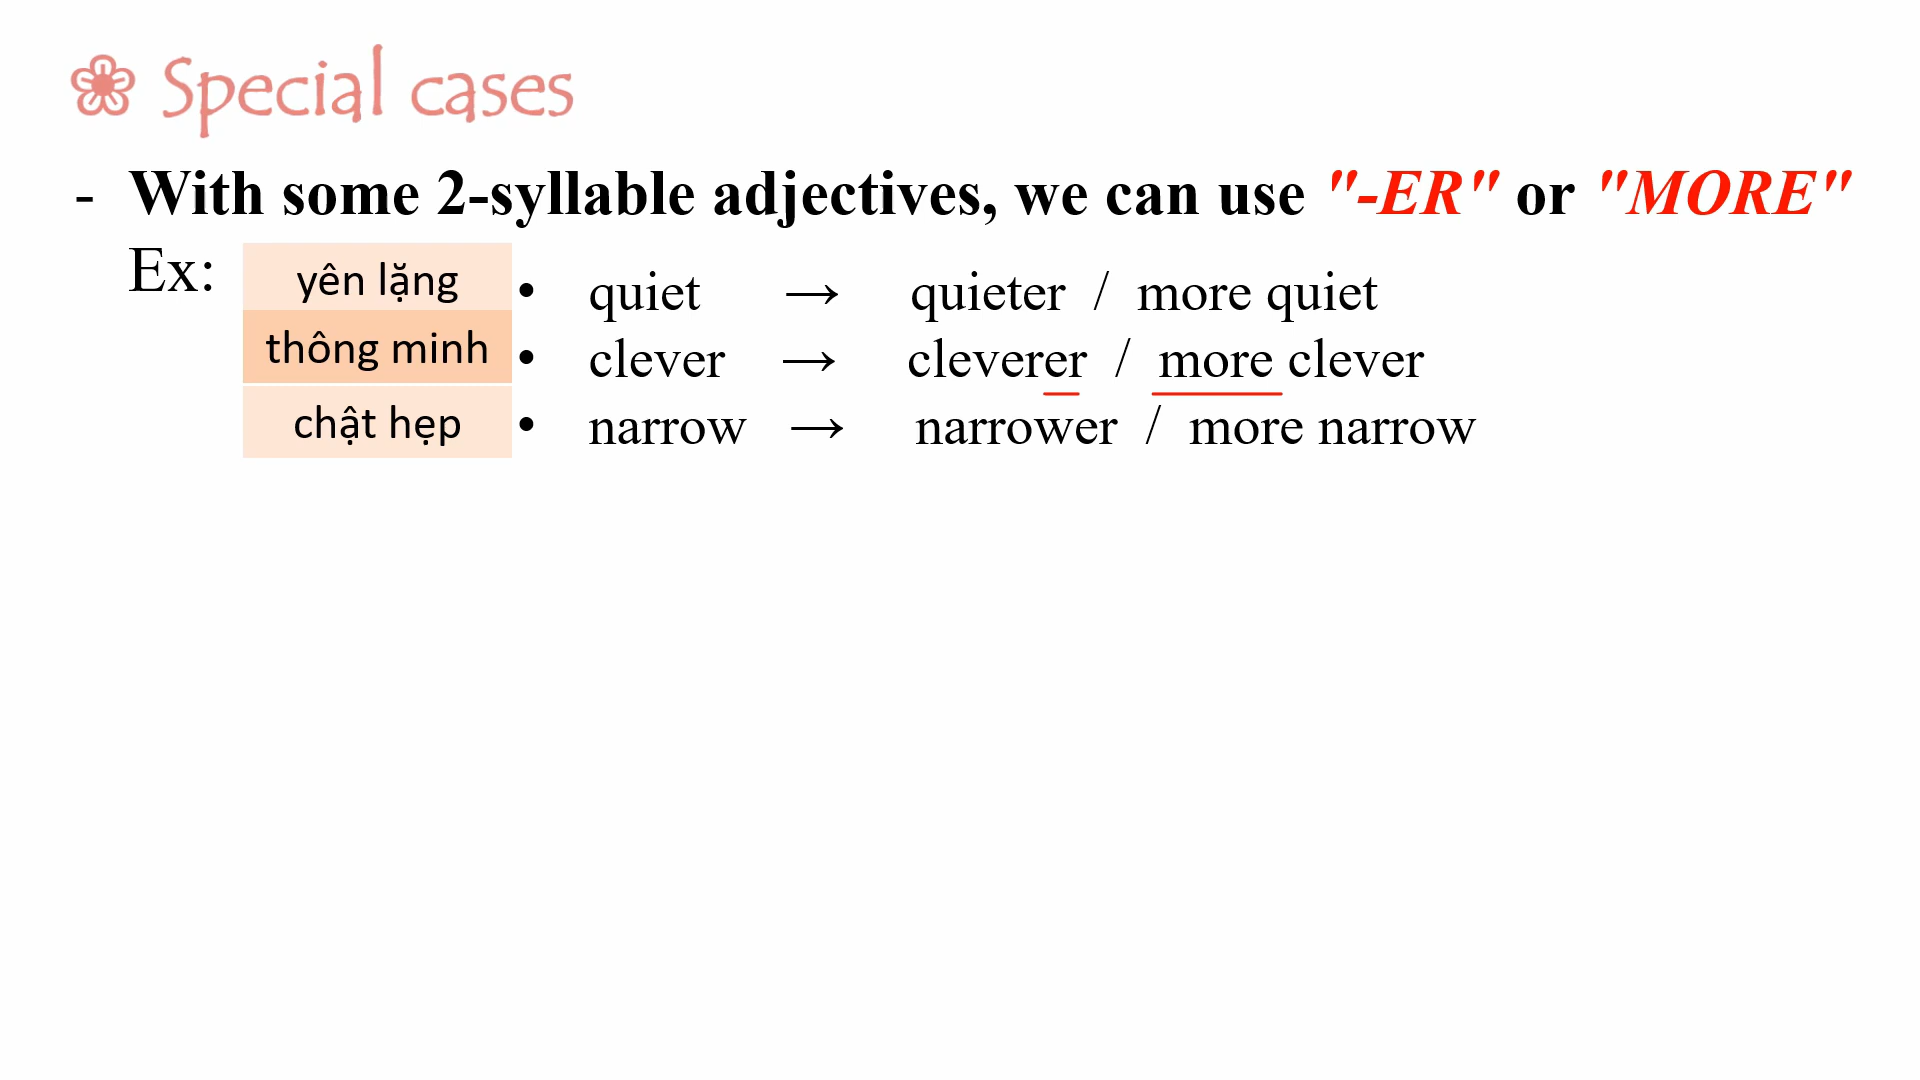 Special cases
- With some 2-syllable adjectives, we can use "-ER" or "MORE"
Ex:
yên lặng • quiet → quieter / more quiet
thông minh • clever → cleverer / more clever
chật hẹp • narrow → narrower / more narrow